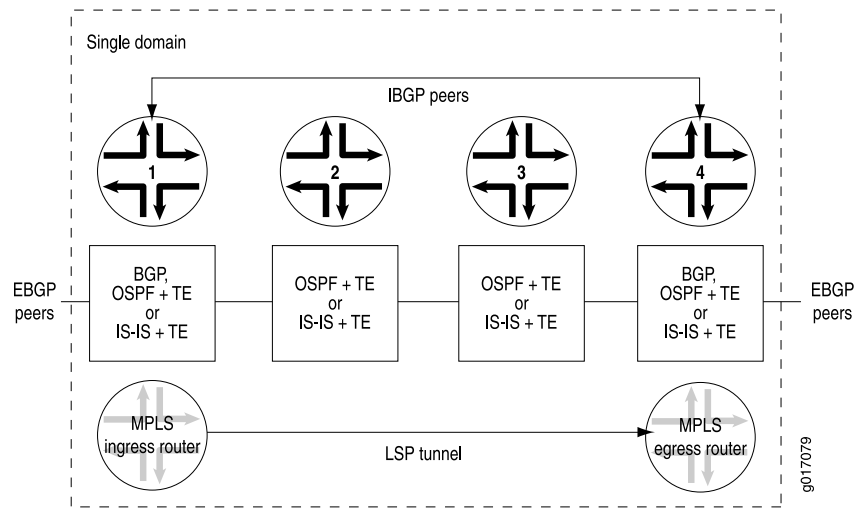 Single domain
IBGP peers
1
2
3
4
EBGP
peers
BGP,
OSPF + TE
or
IS-IS + TE
OSPF + TE
or
IS-IS + TE
OSPF + TE
or
IS-IS + TE
BGP,
OSPF + TE
or
IS-IS + TE
EBGP
peers
MPLS
ingress router
LSP tunnel
MPLS
egress router
g017079